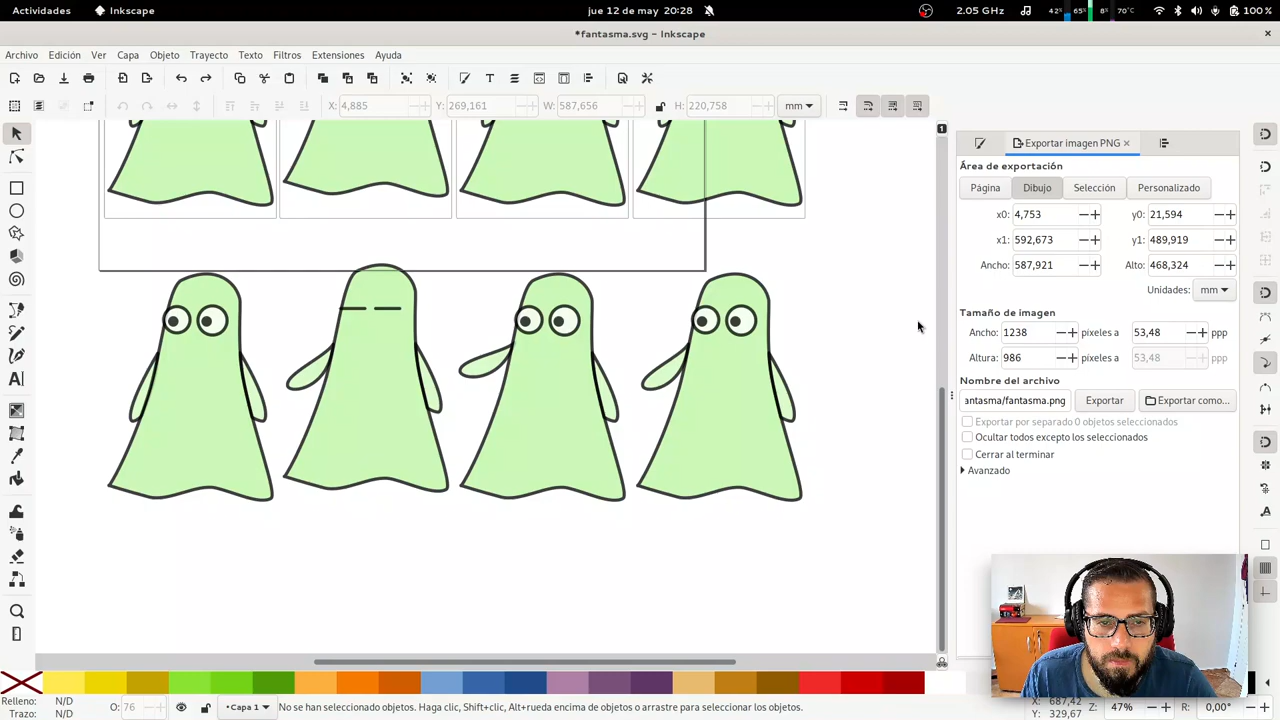 Actividades Inkscape jue 12 de may 20:28 2.05 GHz 42% 65% 8% 70°C 100 %
*fantasma.svg – Inkscape ×
Archivo Edición Ver Capa Objeto Trayecto Texto Filtros Extensiones Ayuda
X: 4,885 Y: 269,161 W: 587,656 H: 220,758 mm
1
Exportar imagen PNG ×
Área de exportación
Página Dibujo Selección Personalizado
x0: 4,753 y0: 21,594
x1: 592,673 y1: 489,919
Ancho: 587,921 Alto: 468,324
Unidades: mm
Tamaño de imagen
Ancho: 1238 píxeles a 53,48 ppp
Altura: 986 píxeles a 53,48 ppp
Nombre del archivo
antasma/fantasma.png Exportar Exportar como...
Exportar por separado 0 objetos seleccionados
Ocultar todos excepto los seleccionados
Cerrar al terminar
Avanzado
Relleno: N/D
Trazo: N/D
O: 76 Capa 1 No se han seleccionado objetos. Haga clic, Shift+clic, Alt+rueda encima de objetos o arrastre para seleccionar los objetos.
X: 687,42
Y: 329,67
Z: 47% R: 0,00°